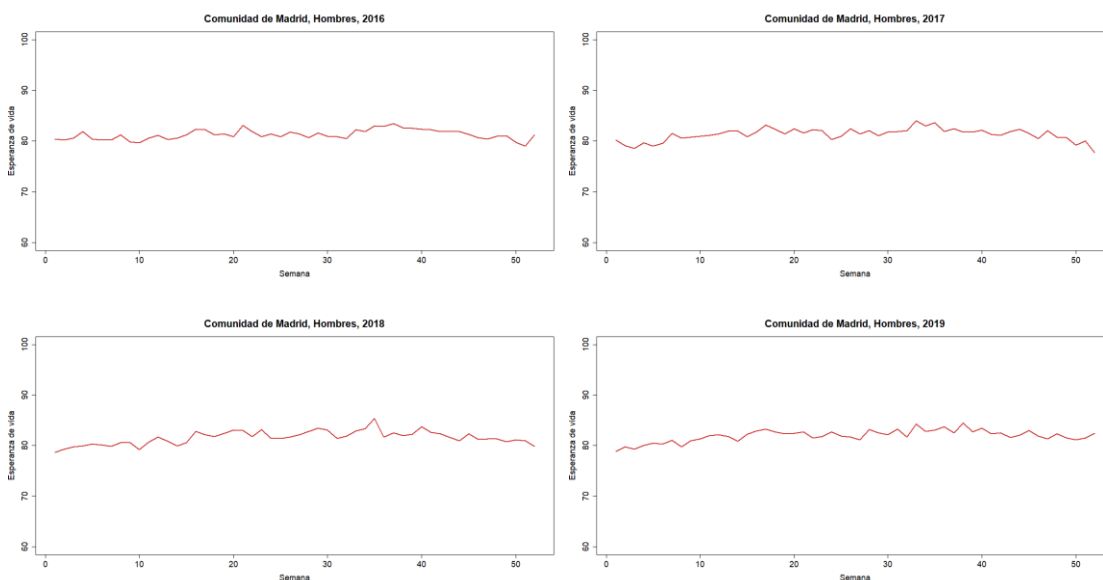 Comunidad de Madrid, Hombres, 2016
100
90
80
70
60
Esperanza de vida
0 10 20 30 40 50
Semana
Comunidad de Madrid, Hombres, 2017
100
90
80
70
60
Esperanza de vida
0 10 20 30 40 50
Semana
Comunidad de Madrid, Hombres, 2018
100
90
80
70
60
Esperanza de vida
0 10 20 30 40 50
Semana
Comunidad de Madrid, Hombres, 2019
100
90
80
70
60
Esperanza de vida
0 10 20 30 40 50
Semana